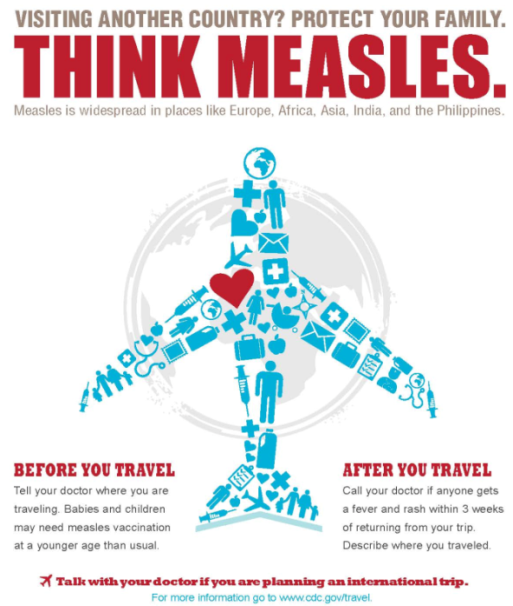 VISITING ANOTHER COUNTRY? PROTECT YOUR FAMILY.
THINK MEASLES.
Measles is widespread in places like Europe, Africa, Asia, India, and the Philippines.
BEFORE YOU TRAVEL
Tell your doctor where you are
traveling. Babies and children
may need measles vaccination
at a younger age than usual.
AFTER YOU TRAVEL
Call your doctor if anyone gets
a fever and rash within 3 weeks
of returning from your trip.
Describe where you traveled.
Talk with your doctor if you are planning an international trip.
For more information go to www.cdc.gov/travel.